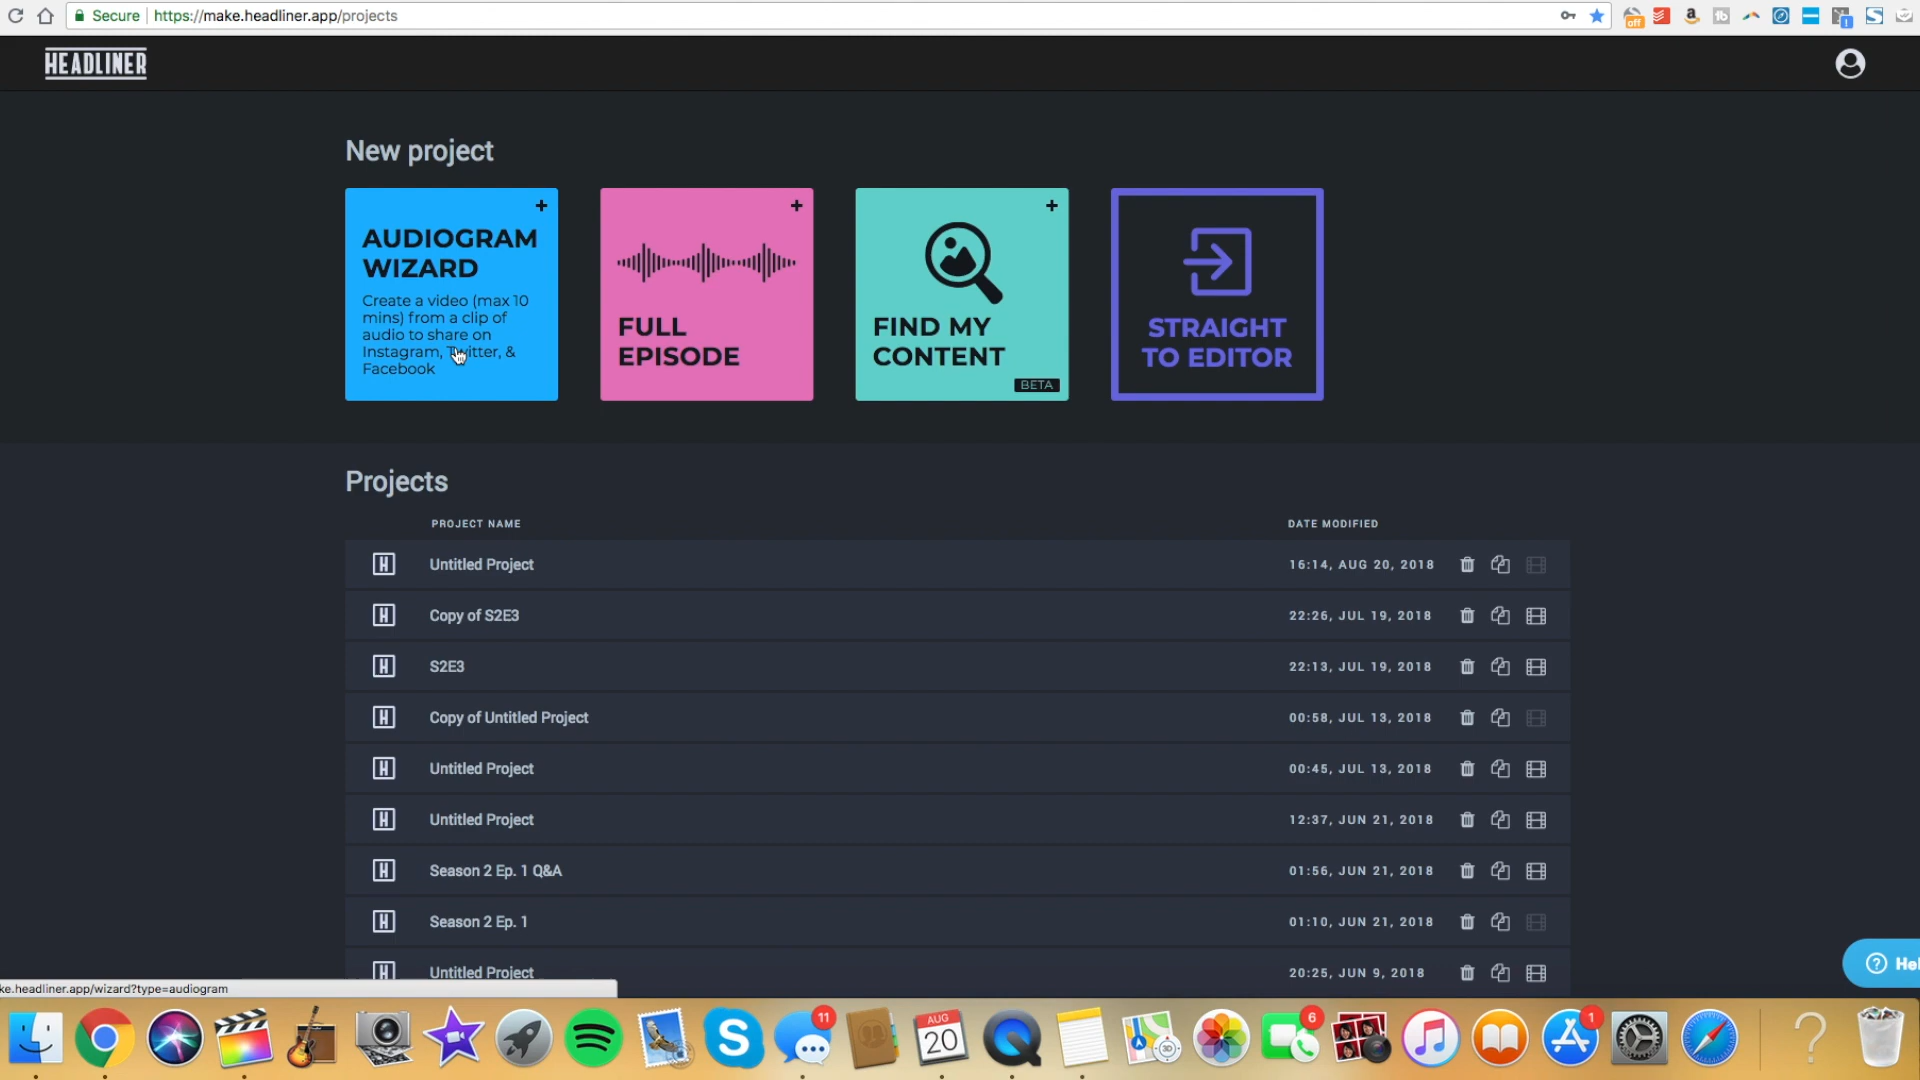 Secure https://make.headliner.app/projects
off
HEADLINER
New project
AUDIOGRAM
WIZARD
Create a video (max 10
mins) from a clip of
audio to share on
Instagram, Twitter, &
Facebook
FULL
EPISODE
FIND MY
CONTENT
BETA
STRAIGHT
TO EDITOR
Projects
PROJECT NAME DATE MODIFIED
Untitled Project 16:14, AUG 20, 2018
Copy of S2E3 22:26, JUL 19, 2018
S2E3 22:13, JUL 19, 2018
Copy of Untitled Project 00:58, JUL 13, 2018
Untitled Project 00:45, JUL 13, 2018
Untitled Project 12:37, JUN 21, 2018
Season 2 Ep. 1 Q&A 01:56, JUN 21, 2018
Season 2 Ep. 1 01:10, JUN 21, 2018
Untitled Project 20:25, JUN 9, 2018
Hel
ke.headliner.app/wizard?type=audiogram
11
AUG
20
3D
6
1